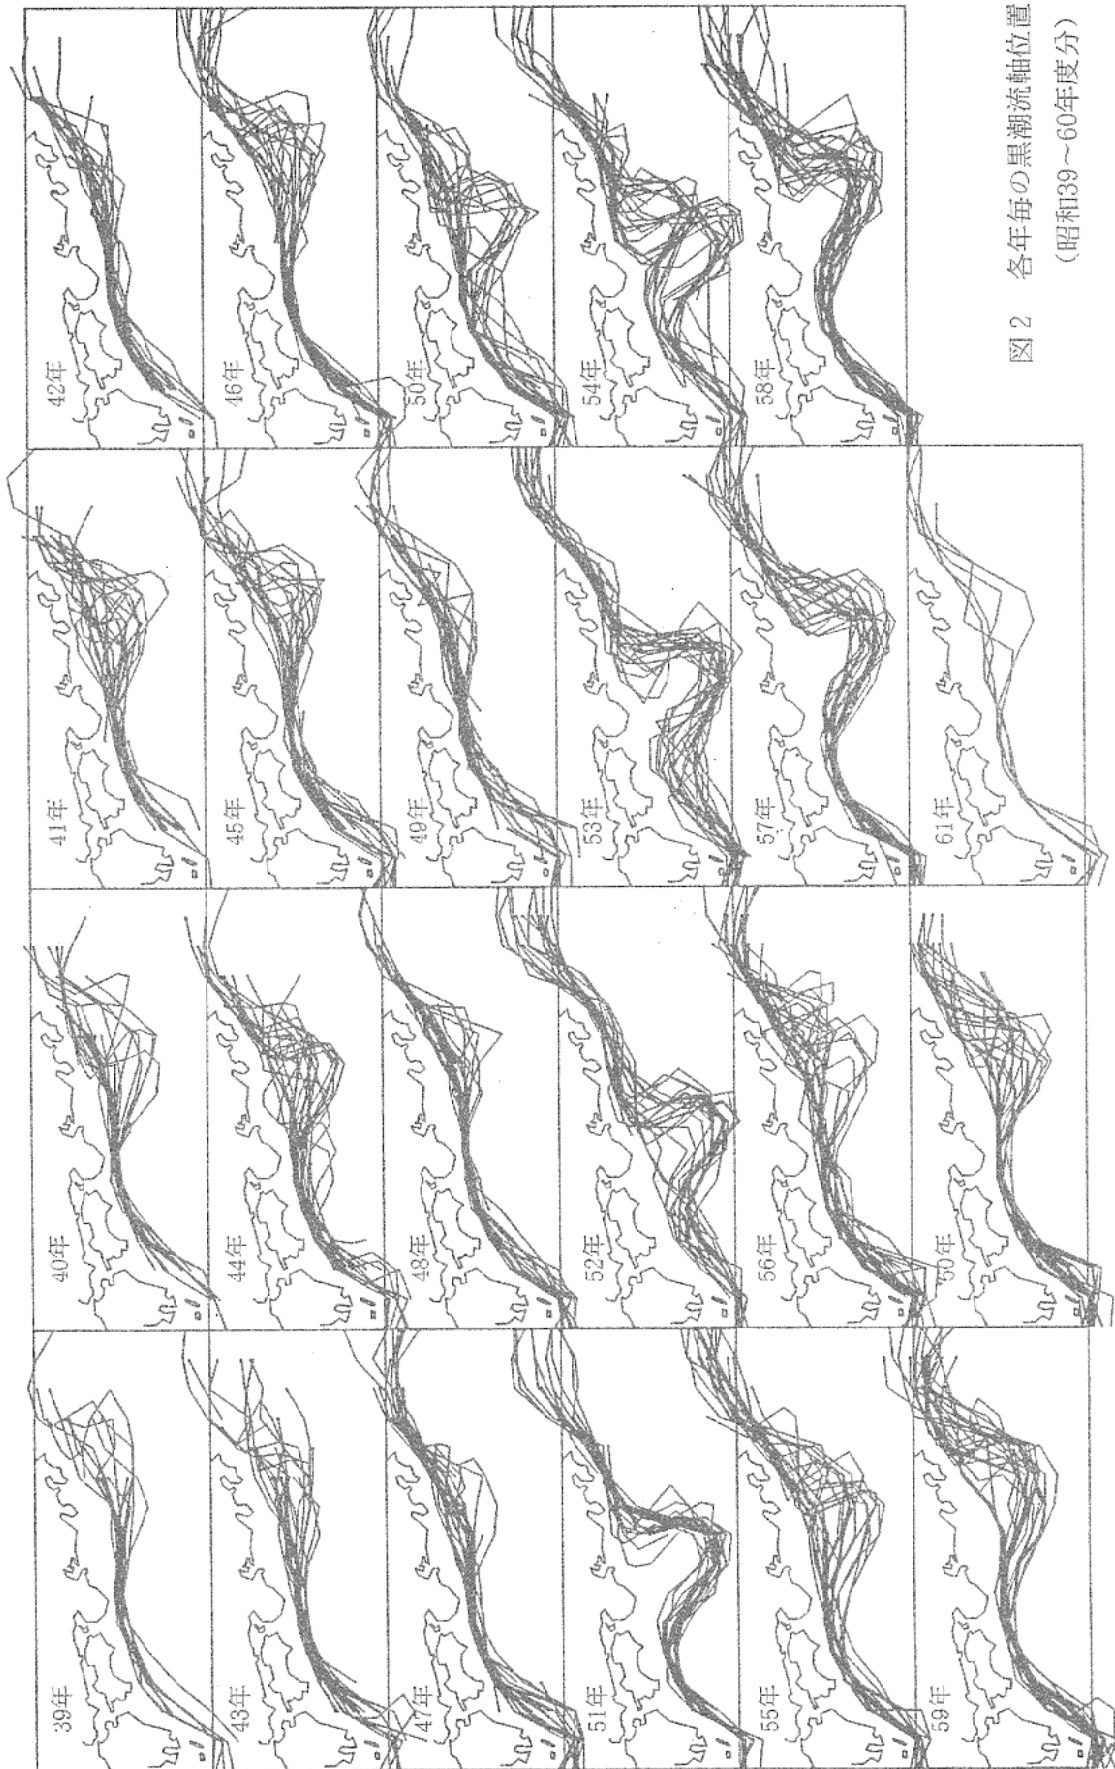 39年
40年
41年
42年
43年
44年
45年
46年
47年
48年
49年
50年
51年
52年
53年
54年
55年
56年
57年
58年
59年
60年
61年
図2 各年毎の黒潮流軸位置
(昭和39~60年度分)